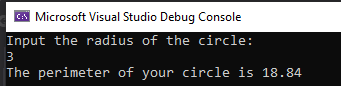 Microsoft Visual Studio Debug Console
Input the radius of the circle:
3
The perimeter of your circle is 18.84